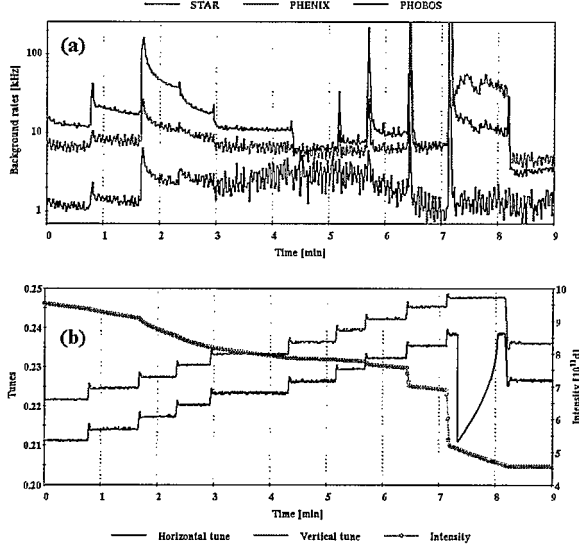 STAR PHENIX PHOBOS
(a)
Background rater [kHz]
100
10
1
0 1 2 3 4 5 6 7 8 9
Time [min]
(b)
Tunes
0.25
0.24
0.23
0.22
0.21
0.20
10
9
8
7
6
5
4
Intensity [10¹¹d]
0 1 2 3 4 5 6 7 8 9
Time [min]
Horizontal tune Vertical tune Intensity